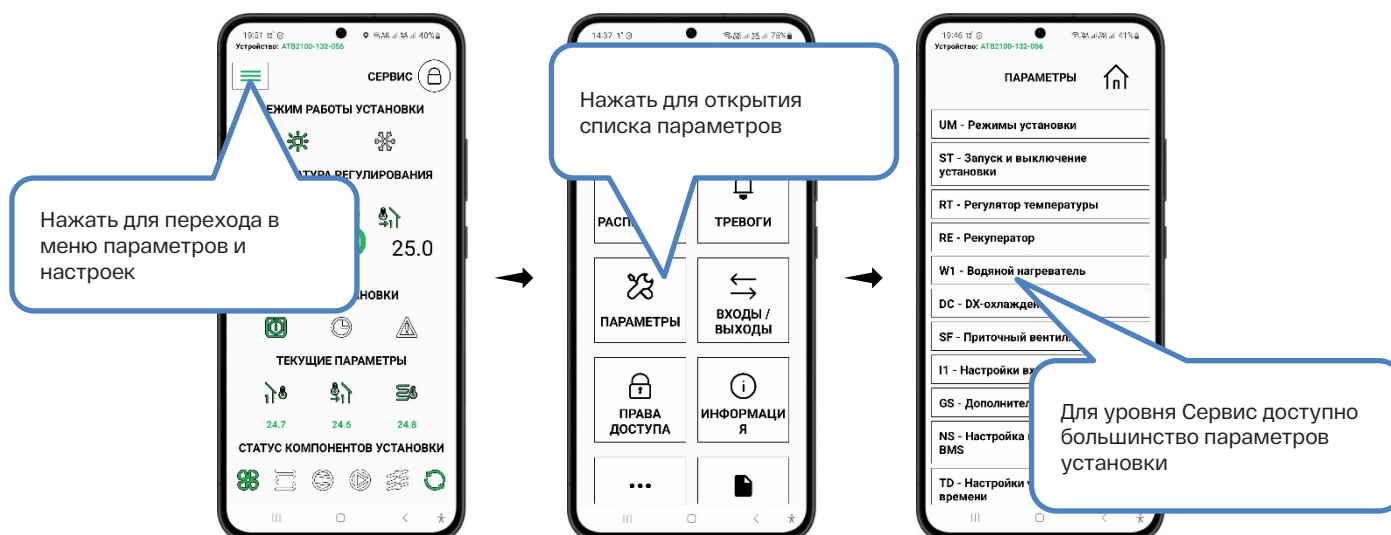 19:51
40%
Устройство: ATB2100-132-056
СЕРВИС
ЕЖИМ РАБОТЫ УСТАНОВКИ
АТУРА РЕГУЛИРОВАНИЯ
Нажать для перехода в
меню параметров и
настроек
25.0
НОВКИ
ТЕКУЩИЕ ПАРАМЕТРЫ
24.7 24.6 24.8
СТАТУС КОМПОНЕНТОВ УСТАНОВКИ
14:37
76%
Нажать для открытия
списка параметров
РАСП
ТРЕВОГИ
ПАРАМЕТРЫ
ВХОДЫ /
ВЫХОДЫ
ПРАВА
ДОСТУПА
ИНФОРМАЦИ
Я
19:46
41%
Устройство: ATB2100-132-056
ПАРАМЕТРЫ
UM - Режимы установки
ST - Запуск и выключение
установки
RT - Регулятор температуры
RE - Рекуператор
W1 - Водяной нагреватель
DC - DX-охлажден
SF - Приточный вентил
I1 - Настройки вх
GS - Дополнител
NS - Настройка
BMS
TD - Настройки
времени
Для уровня Сервис доступно
большинство параметров
установки